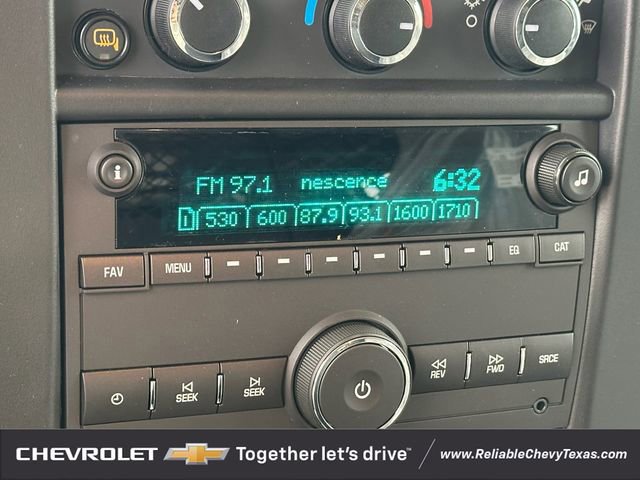 FM 97.1 nescence 6:32
1 530 600 87.9 93.1 1600 1710
FAV MENU EQ CAT
SEEK SEEK REV FWD SRCE
CHEVROLET Together let's drive™ www.ReliableChevyTexas.com